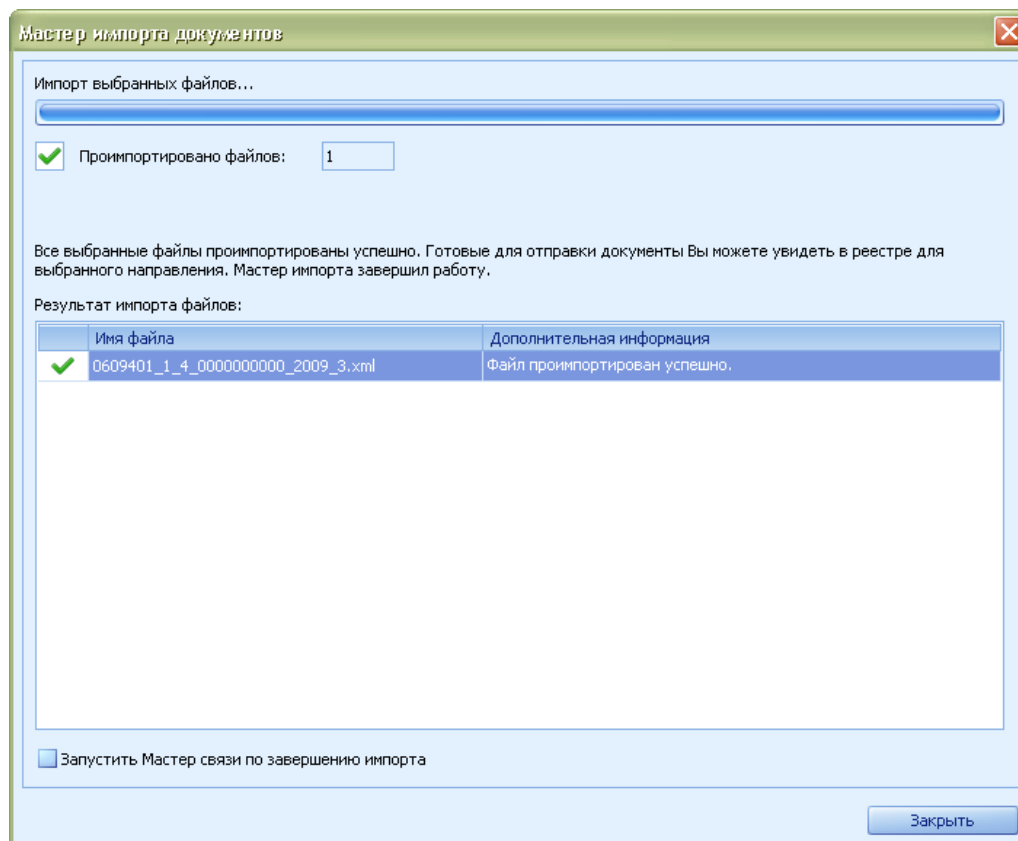 Мастер импорта документов
Импорт выбранных файлов...
Проимпортировано файлов: 1
Все выбранные файлы проимпортированы успешно. Готовые для отправки документы Вы можете увидеть в реестре для
выбранного направления. Мастер импорта завершил работу.
Результат импорта файлов:
Имя файла Дополнительная информация
0609401_1_4_0000000000_2009_3.xml Файл проимпортирован успешно.
Запустить Мастер связи по завершению импорта
Закрыть